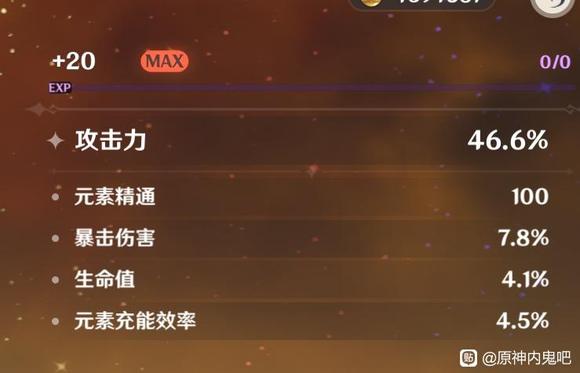 +20 MAX 0/0
EXP
攻击力 46.6%
元素精通 100
暴击伤害 7.8%
生命值 4.1%
元素充能效率 4.5%
贴 @原神内鬼吧